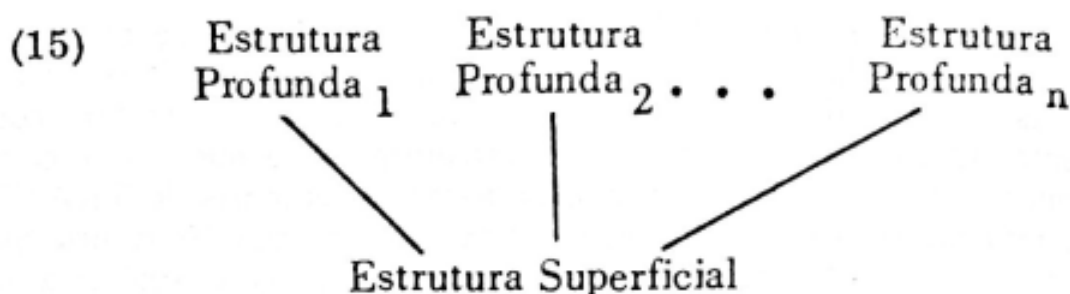 (15) Estrutura Estrutura Estrutura
Profunda 1 Profunda 2 . . . Profunda n
Estrutura Superficial